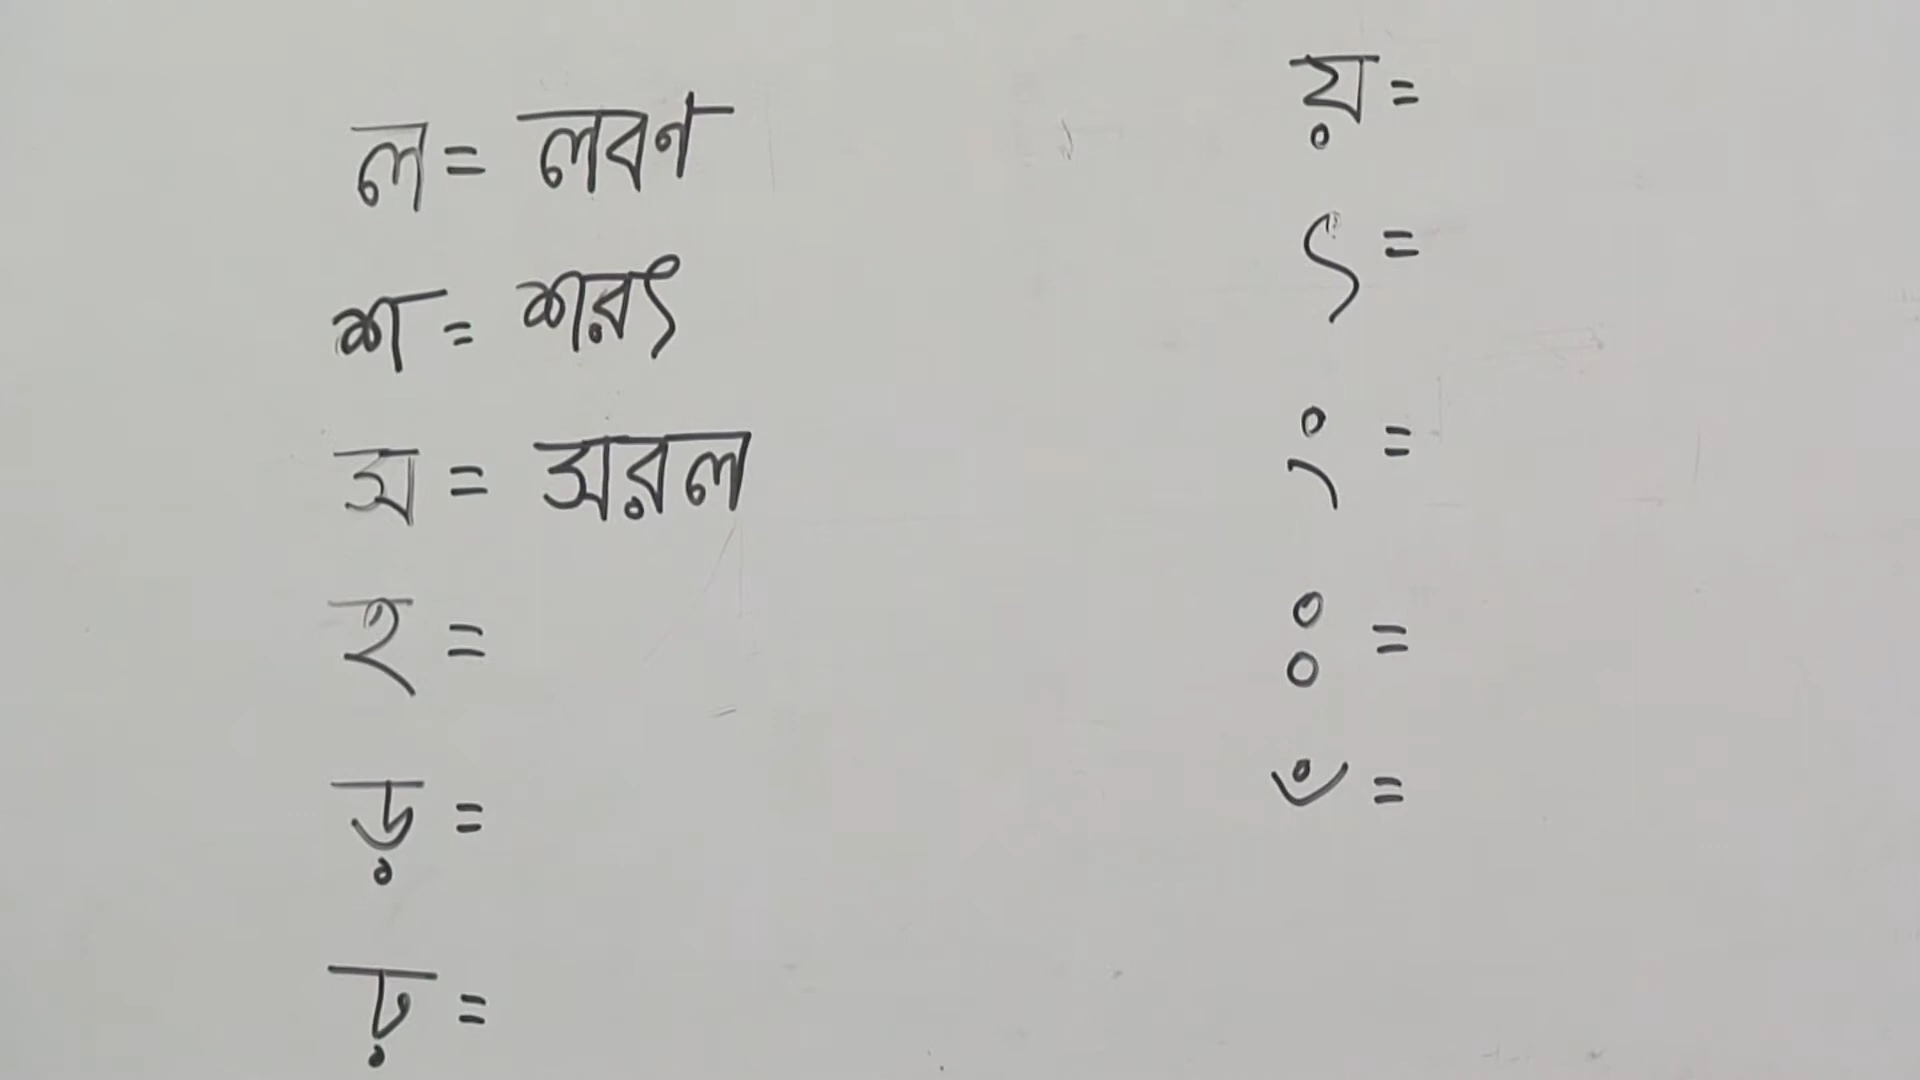 ল = লবণ
শ = শরৎ
স = সরল
হ =
ড় =
ঢ় =
য় =
ৎ =
ং =
ঃ =
ঁ =